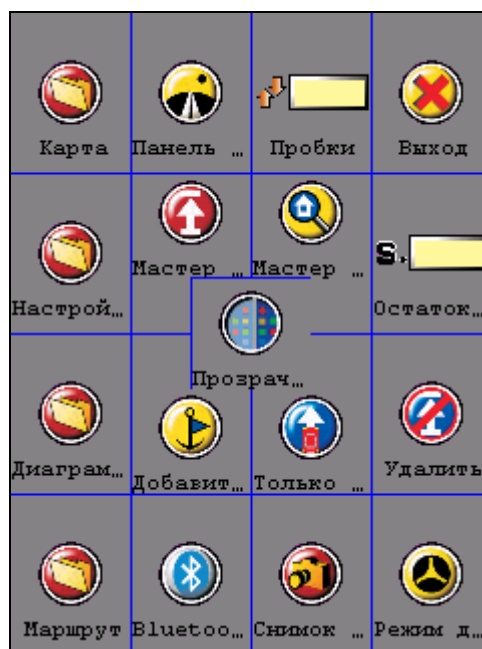 Карта
Панель …
Пробки
Выход
Настрой…
Мастер …
Мастер …
S.
Остаток…
Прозрач…
Диаграм…
Добавит…
Только …
Удалить
Маршрут
Bluetoo…
Снимок …
Режим д…